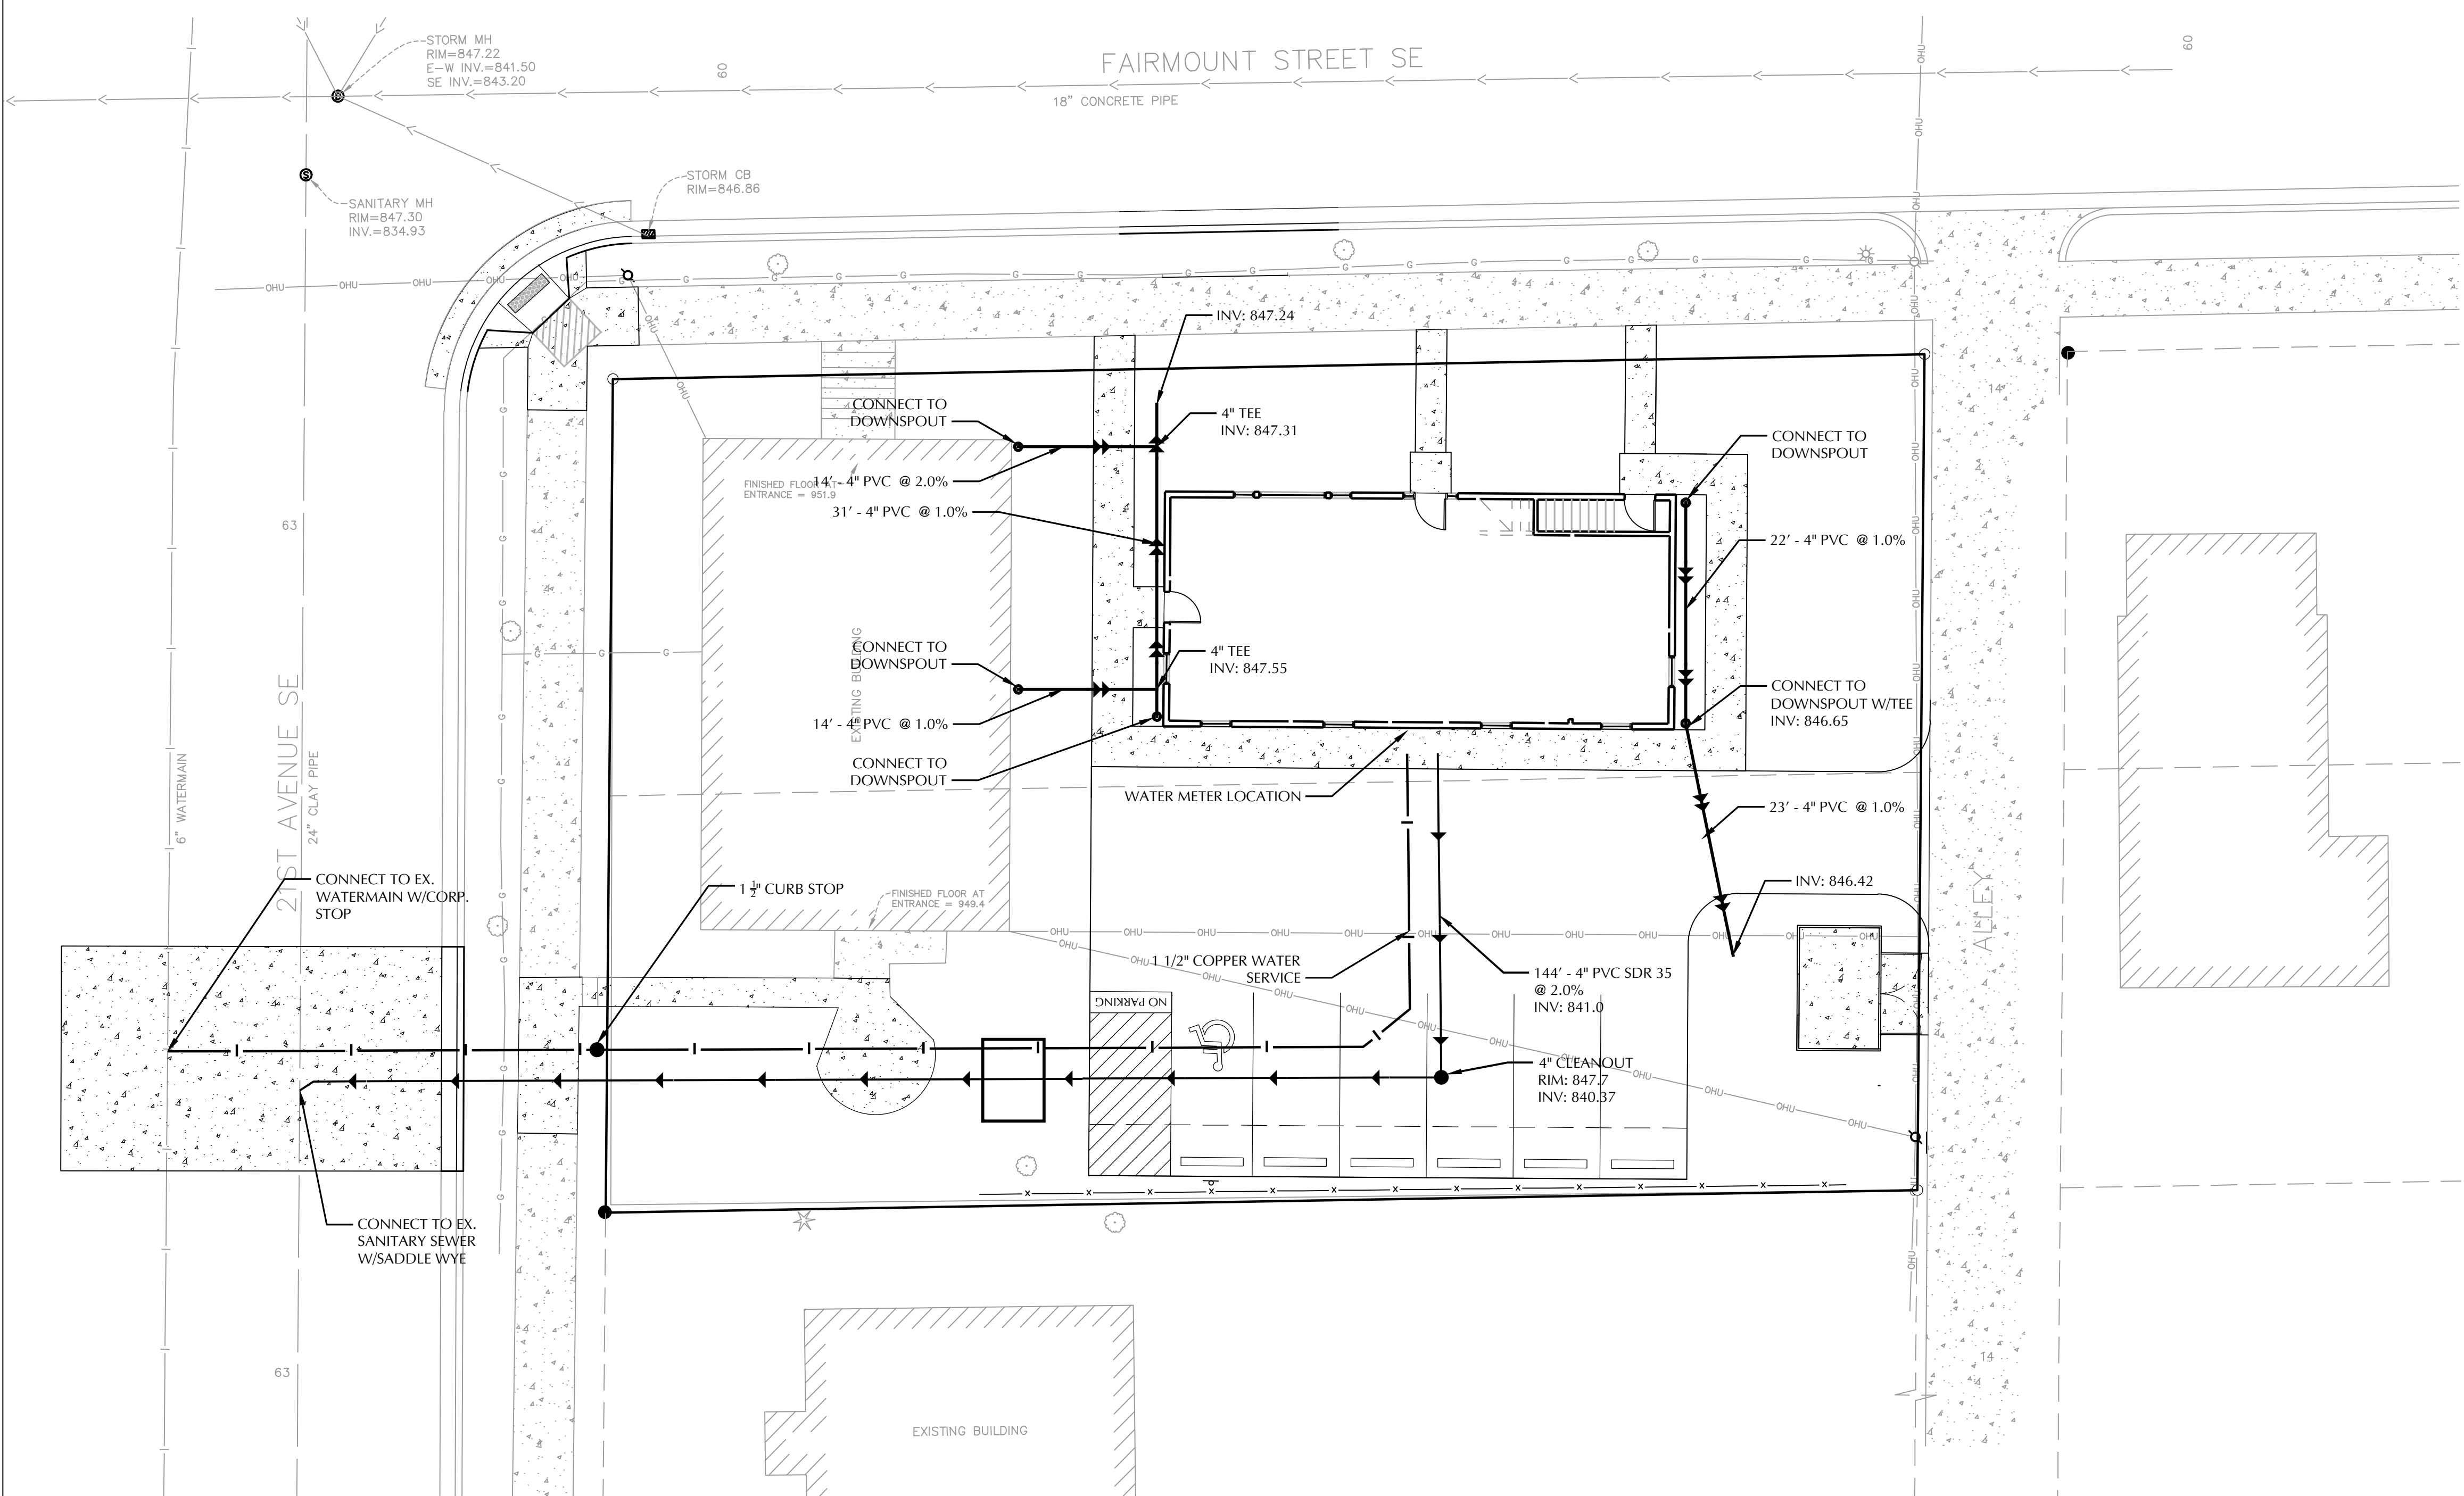 FAIRMOUNT STREET SE
18" CONCRETE PIPE
60
60
STORM MH
RIM=847.22
E-W INV.=841.50
SE INV.=843.20
SANITARY MH
RIM=847.30
INV.=834.93
STORM CB
RIM=846.86
INV: 847.24
CONNECT TO
DOWNSPOUT
4" TEE
INV: 847.31
14' - 4" PVC @ 2.0%
FINISHED FLOOR AT
ENTRANCE = 951.9
31' - 4" PVC @ 1.0%
CONNECT TO
DOWNSPOUT
22' - 4" PVC @ 1.0%
14
63
CONNECT TO
DOWNSPOUT
EXISTING BUILDING
4" TEE
INV: 847.55
14' - 4" PVC @ 1.0%
CONNECT TO
DOWNSPOUT
CONNECT TO
DOWNSPOUT W/TEE
INV: 846.65
WATER METER LOCATION
23' - 4" PVC @ 1.0%
6" WATERMAIN
21ST AVENUE SE
24" CLAY PIPE
CONNECT TO EX.
WATERMAIN W/CORP.
STOP
1 1/2" CURB STOP
FINISHED FLOOR AT
ENTRANCE = 949.4
INV: 846.42
ALLEY
1 1/2" COPPER WATER
SERVICE
144' - 4" PVC SDR 35
@ 2.0%
INV: 841.0
NO PARKING
4" CLEANOUT
RIM: 847.7
INV: 840.37
CONNECT TO EX.
SANITARY SEWER
W/SADDLE WYE
63
14
EXISTING BUILDING
OHU
G
S
x